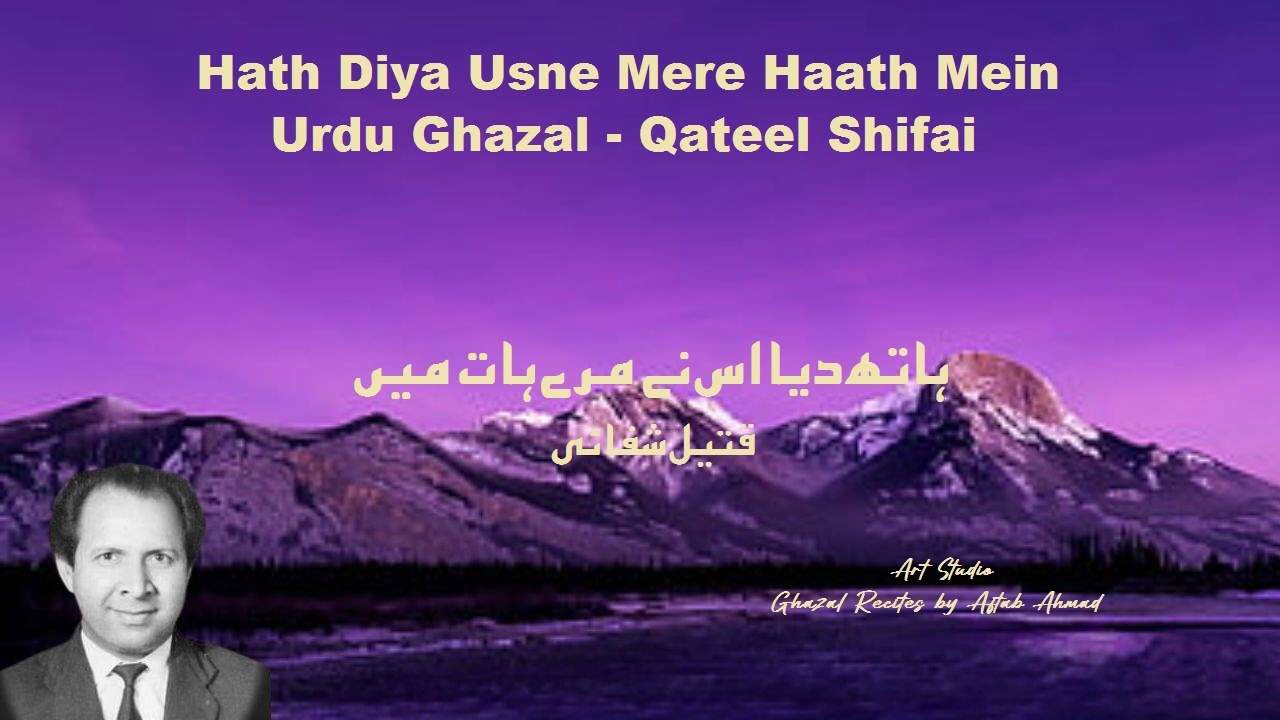 Hath Diya Usne Mere Haath Mein
Urdu Ghazal - Qateel Shifai
ہاتھ دیا اس نے مرے ہات میں
قتیل شفائی
Art Studio
Ghazal Recites by Aftab Ahmad